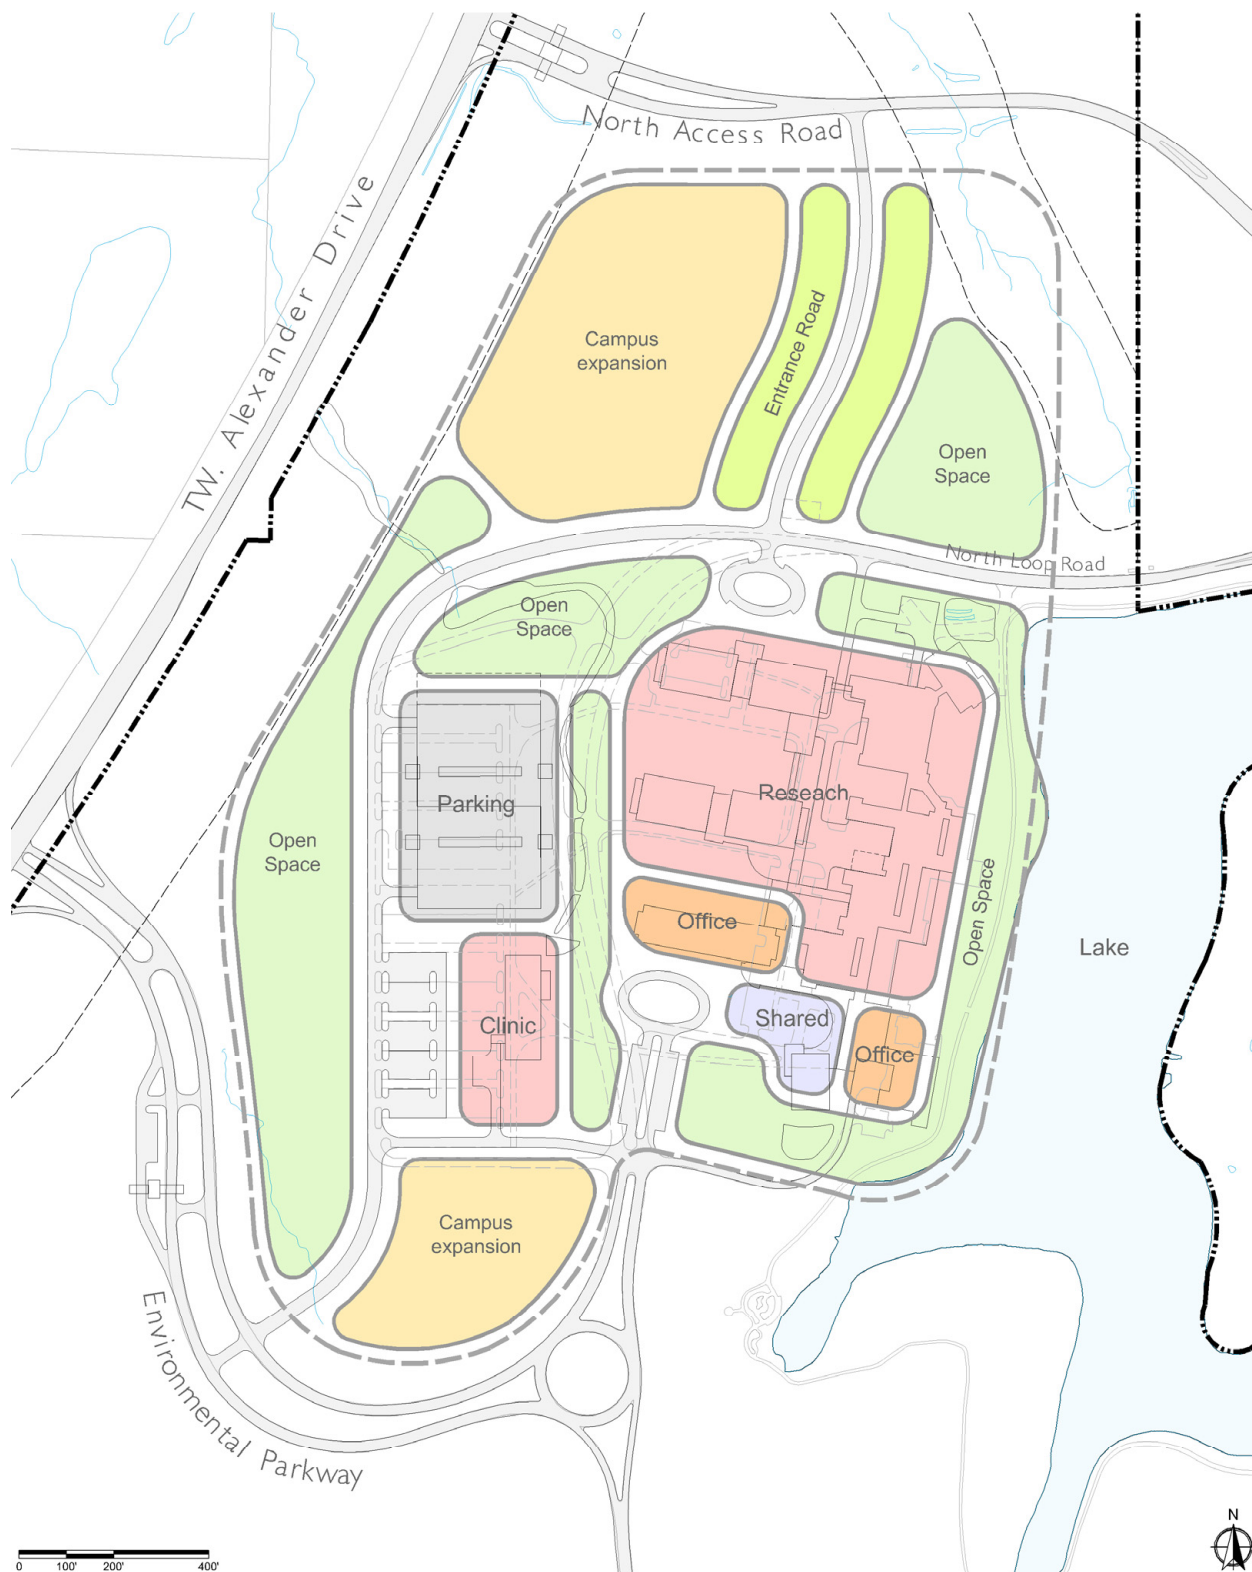 North Access Road
TW. Alexander Drive
Campus
expansion
Entrance Road
Open
Space
North Loop Road
Open
Space
Parking
Reseach
Open
Space
Office
Open Space
Lake
Clinic
Shared
Office
Campus
expansion
Environmental Parkway
N
0 100' 200' 400'